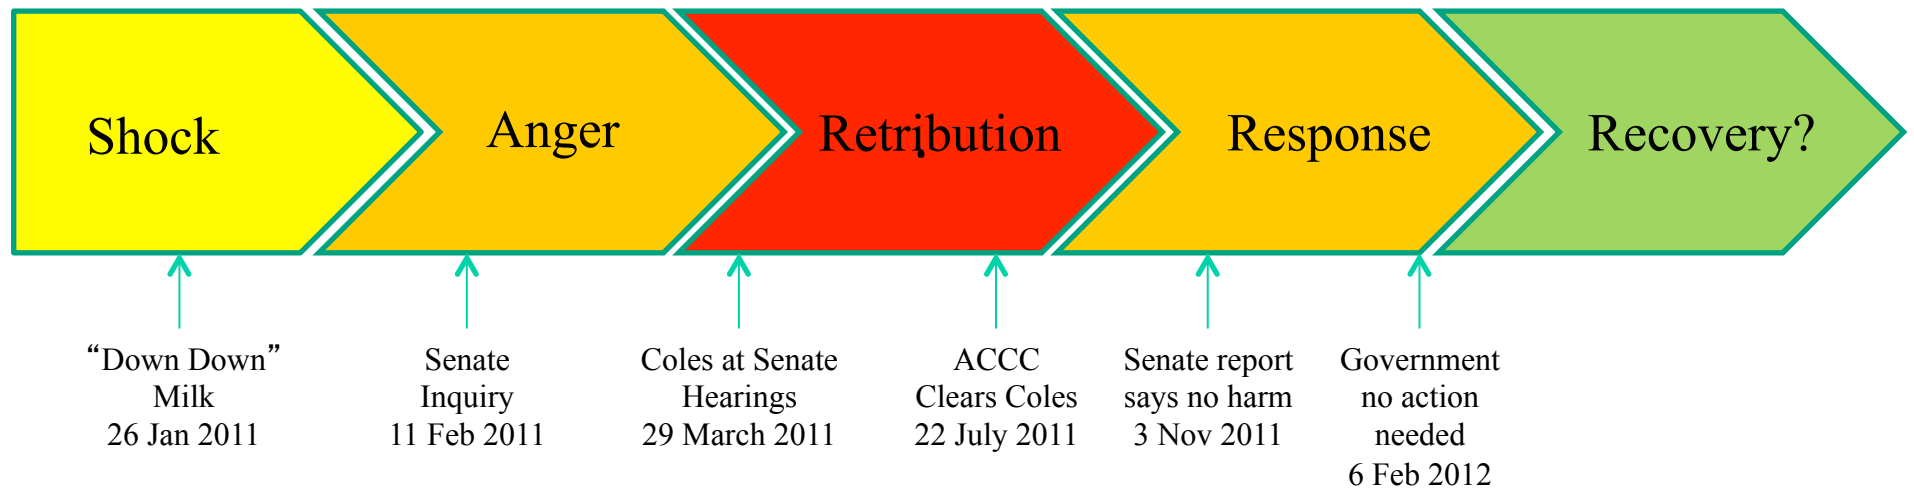 Shock
Anger
Retribution
Response
Recovery?
“Down Down”
Milk
26 Jan 2011
Senate
Inquiry
11 Feb 2011
Coles at Senate
Hearings
29 March 2011
ACCC
Clears Coles
22 July 2011
Senate report
says no harm
3 Nov 2011
Government
no action
needed
6 Feb 2012